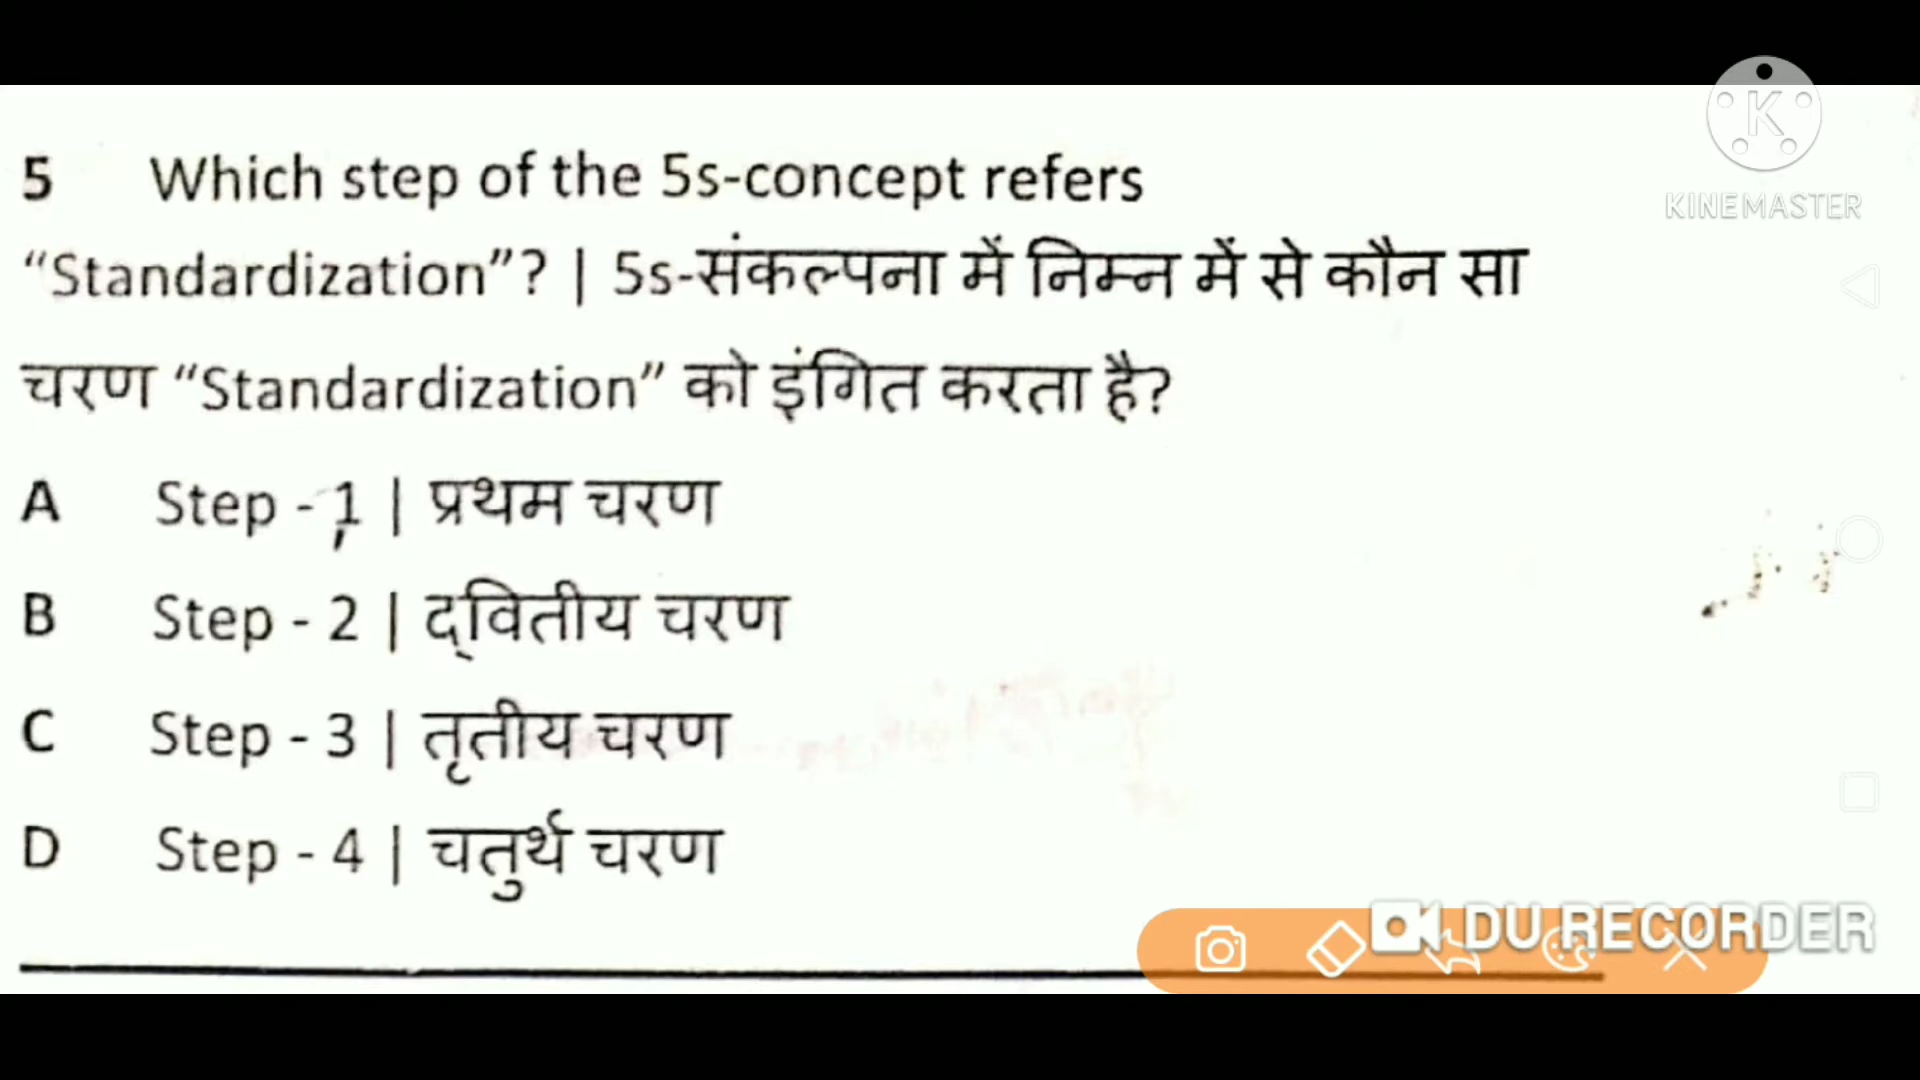 KINEMASTER
5 Which step of the 5s-concept refers
“Standardization”? | 5s-संकल्पना में निम्न में से कौन सा
चरण “Standardization” को इंगित करता है?
A Step - 1 | प्रथम चरण
B Step - 2 | द्वितीय चरण
C Step - 3 | तृतीय चरण
D Step - 4 | चतुर्थ चरण
DU RECORDER